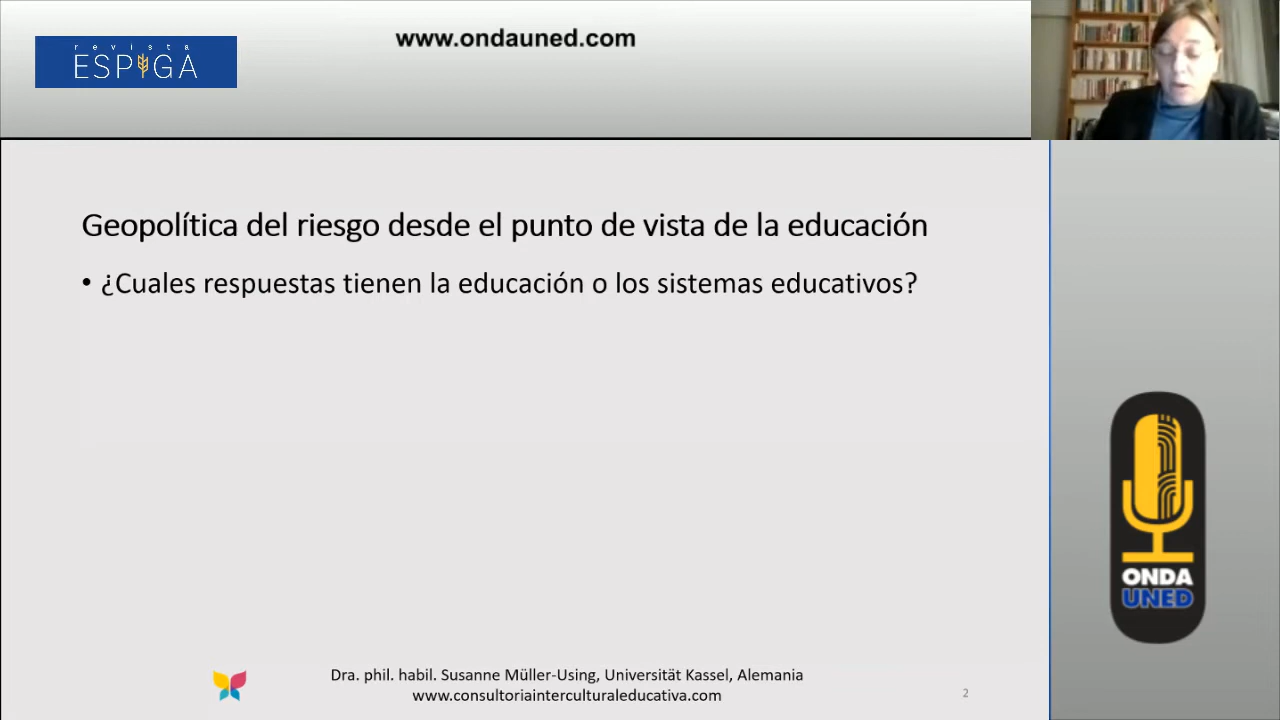 www.ondauned.com
revista
ESPIGA
Geopolítica del riesgo desde el punto de vista de la educación
• ¿Cuales respuestas tienen la educación o los sistemas educativos?
ONDA
UNED
Dra. phil. habil. Susanne Müller-Using, Universität Kassel, Alemania
www.consultoriainterculturaleducativa.com
2